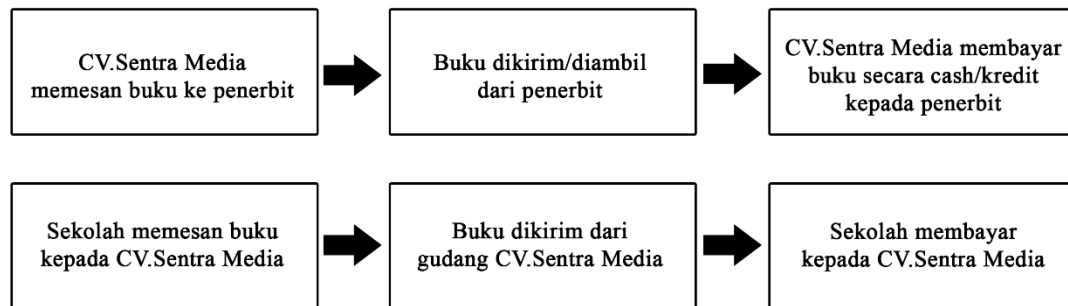 CV.Sentra Media
memesan buku ke penerbit
Buku dikirim/diambil
dari penerbit
CV.Sentra Media membayar
buku secara cash/kredit
kepada penerbit
Sekolah memesan buku
kepada CV.Sentra Media
Buku dikirim dari
gudang CV.Sentra Media
Sekolah membayar
kepada CV.Sentra Media